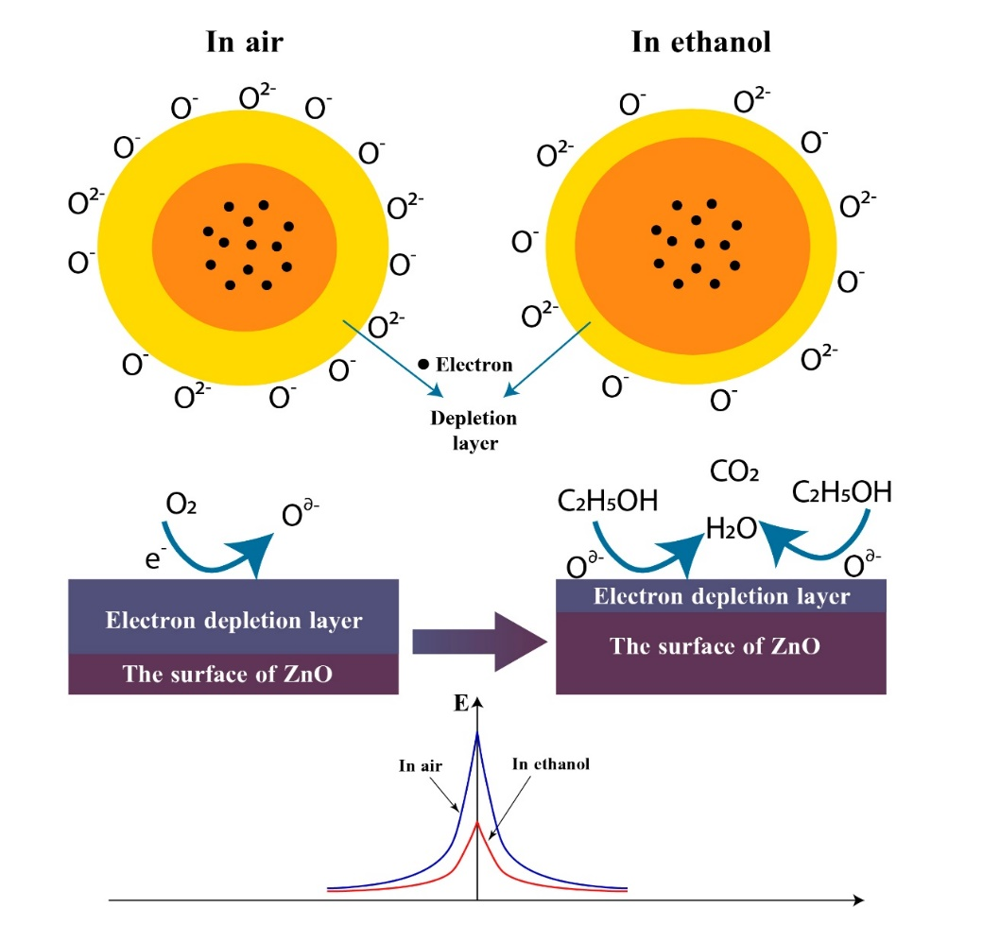 In air
In ethanol
O⁻ O²⁻ O⁻
O⁻ O⁻
O²⁻ O²⁻
O⁻ O⁻
O²⁻
O⁻ O⁻
O²⁻ O⁻
O⁻ O²⁻
O²⁻ O⁻
O²⁻
O⁻ O⁻
O²⁻
O²⁻
O⁻ O⁻
Electron
Depletion
layer
O₂
O∂⁻
e⁻
Electron depletion layer
The surface of ZnO
CO₂
C₂H₅OH
C₂H₅OH
H₂O
O∂⁻
O∂⁻
Electron depletion layer
The surface of ZnO
E
In air
In ethanol